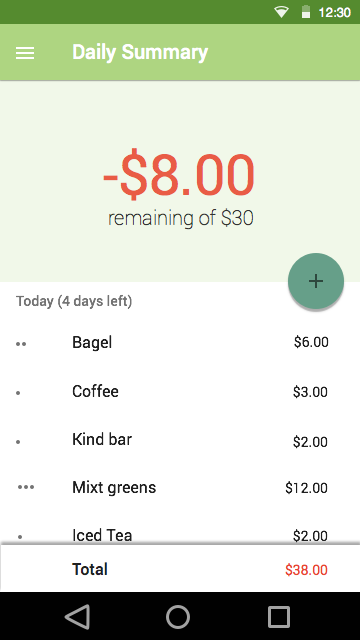 12:30
Daily Summary
-$8.00
remaining of $30
Today (4 days left)
Bagel $6.00
Coffee $3.00
Kind bar $2.00
Mixt greens $12.00
Iced Tea $2.00
Total $38.00